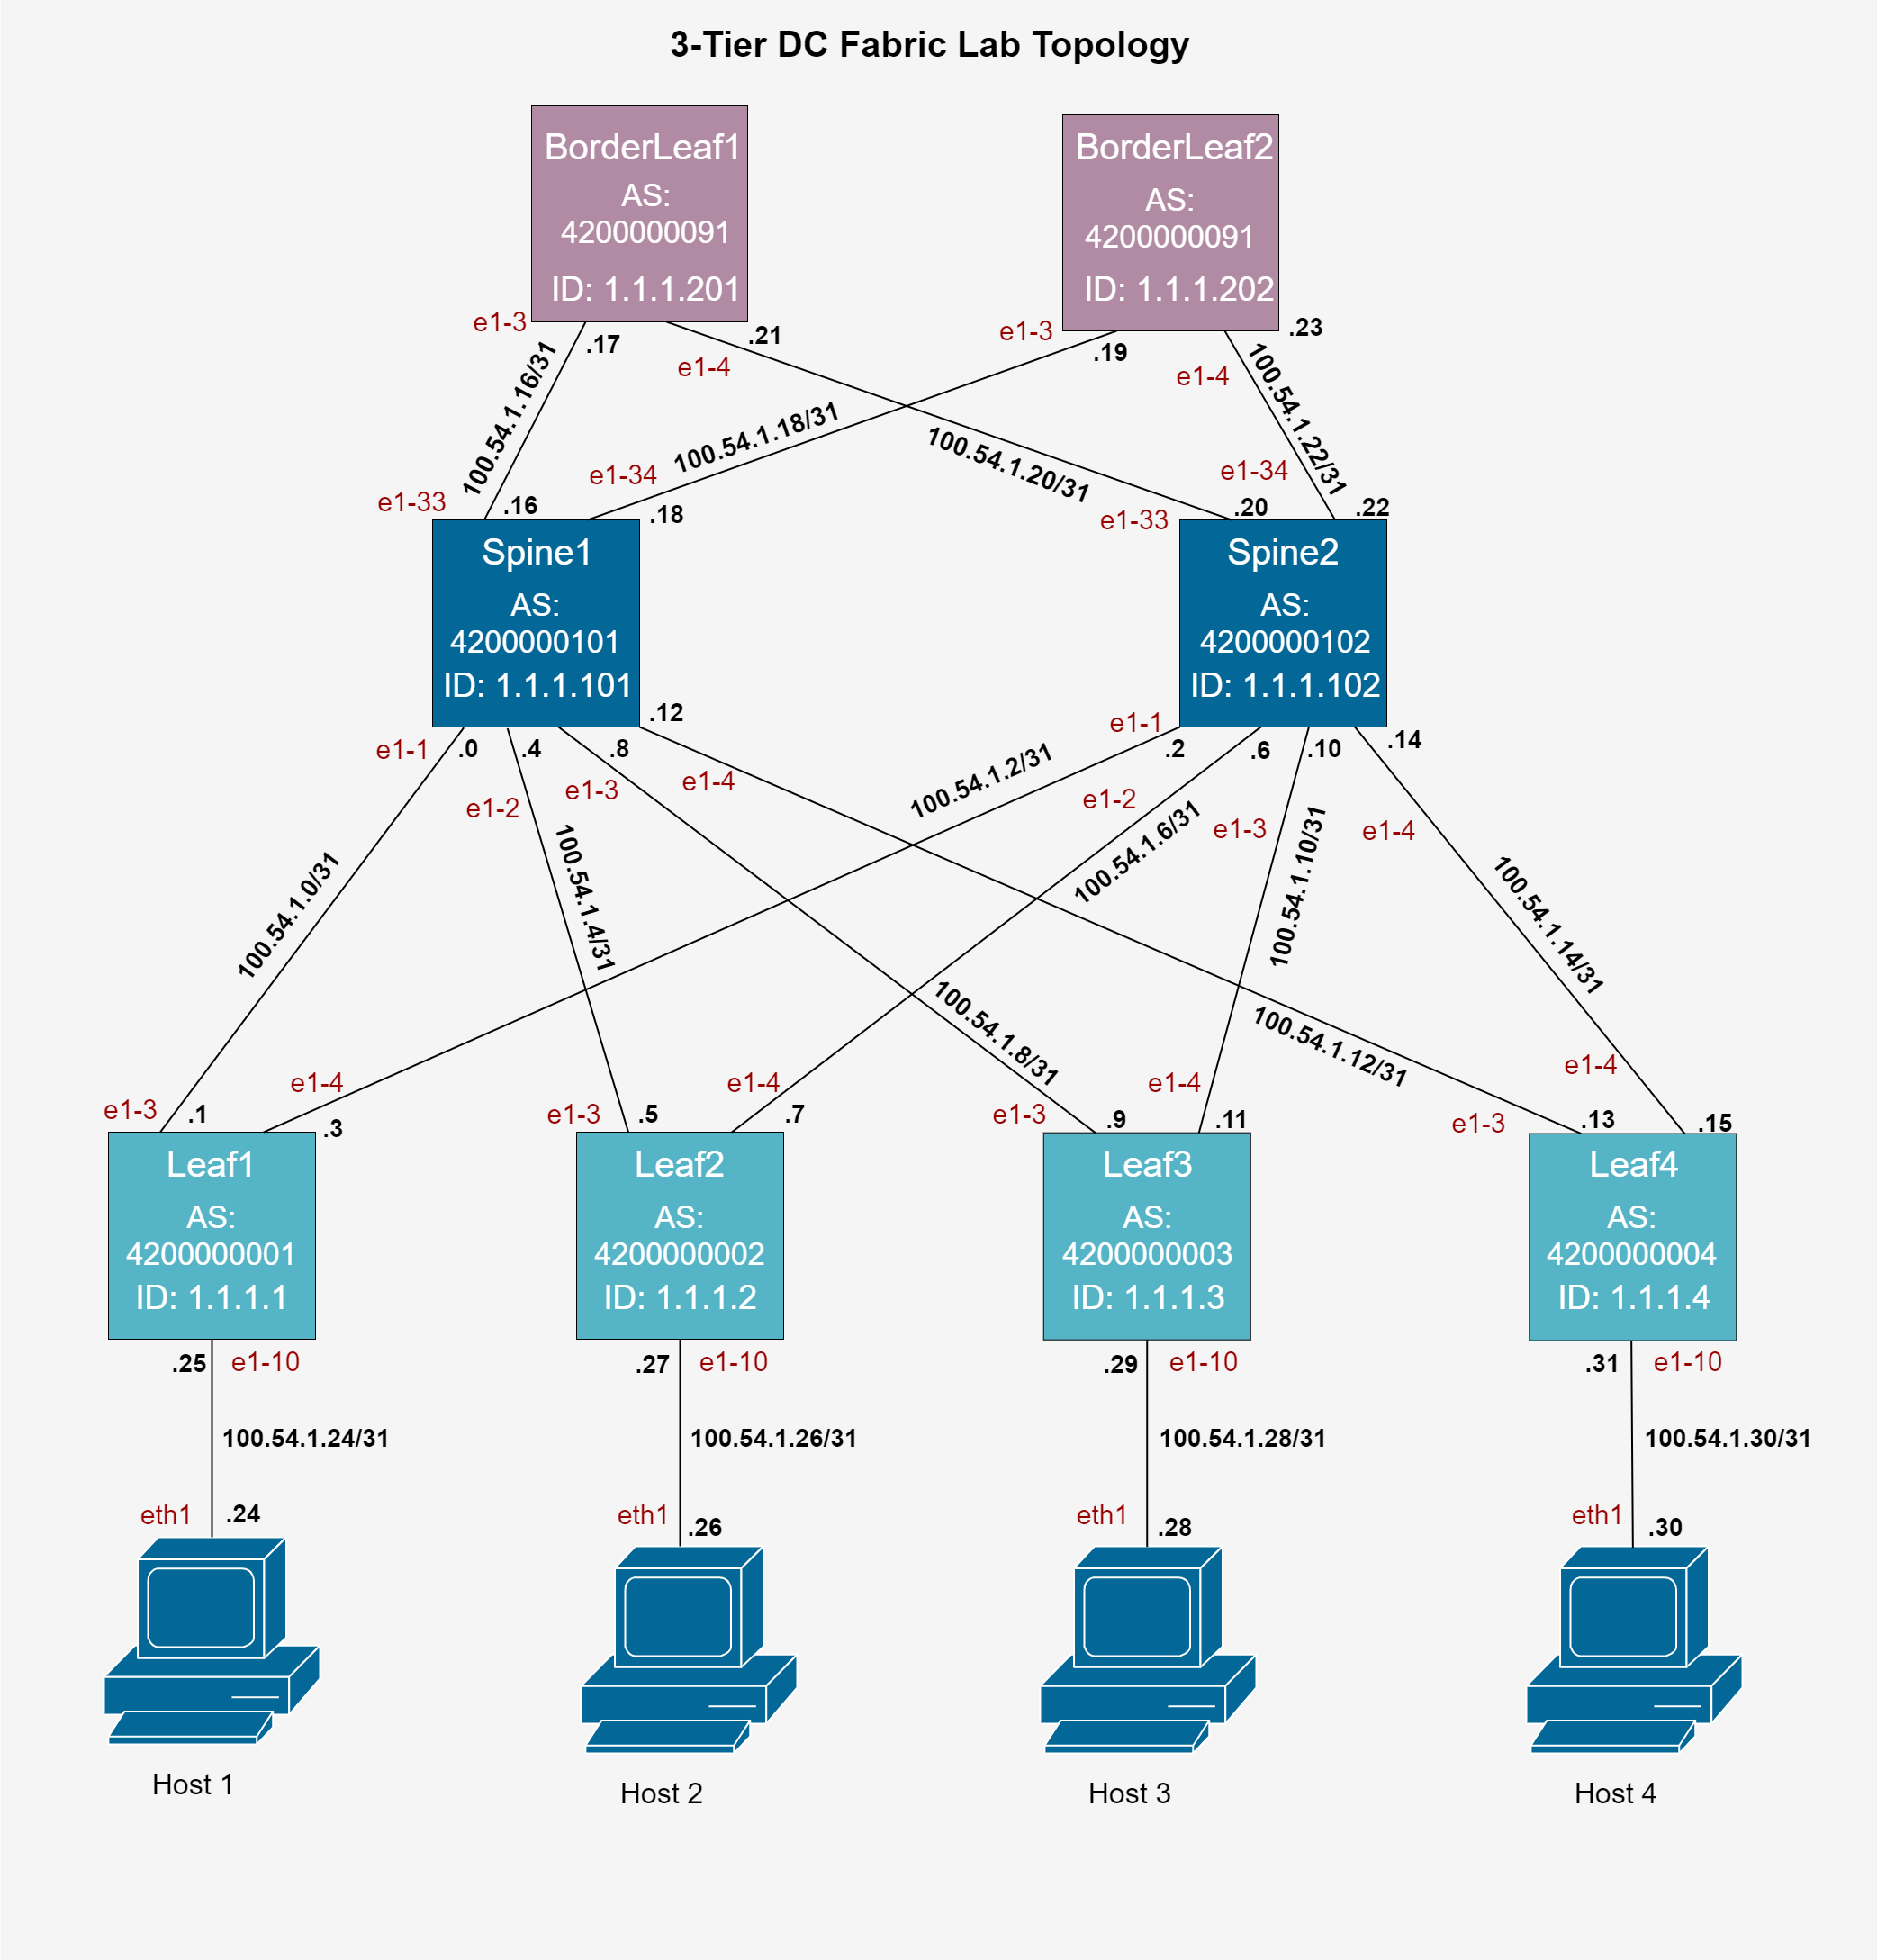 3-Tier DC Fabric Lab Topology
BorderLeaf1
AS:
4200000091
ID: 1.1.1.201
BorderLeaf2
AS:
4200000091
ID: 1.1.1.202
e1-3
.17
.21
e1-4
e1-3
.19
.23
e1-4
100.54.1.16/31
100.54.1.18/31
100.54.1.20/31
100.54.1.22/31
e1-33
.16
e1-34
.18
e1-33
.20
e1-34
.22
Spine1
AS:
4200000101
ID: 1.1.1.101
Spine2
AS:
4200000102
ID: 1.1.1.102
e1-1
.0
.4
.8
.12
e1-2
e1-3
e1-4
e1-1
.2
.6
.10
.14
e1-2
e1-3
e1-4
100.54.1.0/31
100.54.1.4/31
100.54.1.2/31
100.54.1.6/31
100.54.1.10/31
100.54.1.14/31
100.54.1.8/31
100.54.1.12/31
e1-3
.1
e1-4
.3
e1-3
.5
e1-4
.7
e1-3
.9
e1-4
.11
e1-3
.13
e1-4
.15
Leaf1
AS:
4200000001
ID: 1.1.1.1
Leaf2
AS:
4200000002
ID: 1.1.1.2
Leaf3
AS:
4200000003
ID: 1.1.1.3
Leaf4
AS:
4200000004
ID: 1.1.1.4
.25
e1-10
.27
e1-10
.29
e1-10
.31
e1-10
100.54.1.24/31
100.54.1.26/31
100.54.1.28/31
100.54.1.30/31
eth1
.24
eth1
.26
eth1
.28
eth1
.30
Host 1
Host 2
Host 3
Host 4